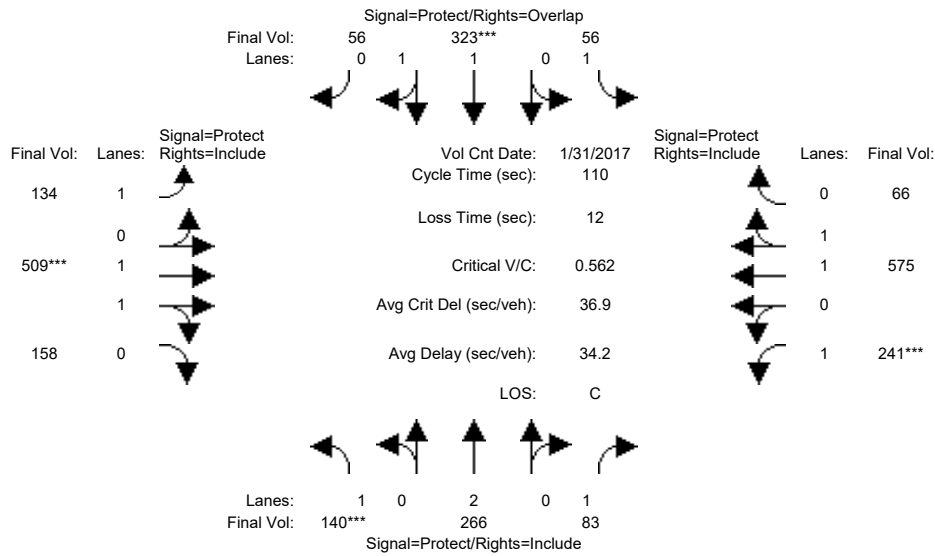 Signal=Protect/Rights=Overlap
Final Vol: 56 323*** 56
Lanes: 0 1 1 0 1
Signal=Protect
Final Vol: Lanes: Rights=Include
Vol Cnt Date: 1/31/2017
Signal=Protect
Rights=Include Lanes: Final Vol:
Cycle Time (sec): 110
134 1
0 66
Loss Time (sec): 12
0
1
509*** 1
Critical V/C: 0.562
1 575
1
Avg Crit Del (sec/veh): 36.9
0
158 0
Avg Delay (sec/veh): 34.2
1 241***
LOS: C
Lanes: 1 0 2 0 1
Final Vol: 140*** 266 83
Signal=Protect/Rights=Include